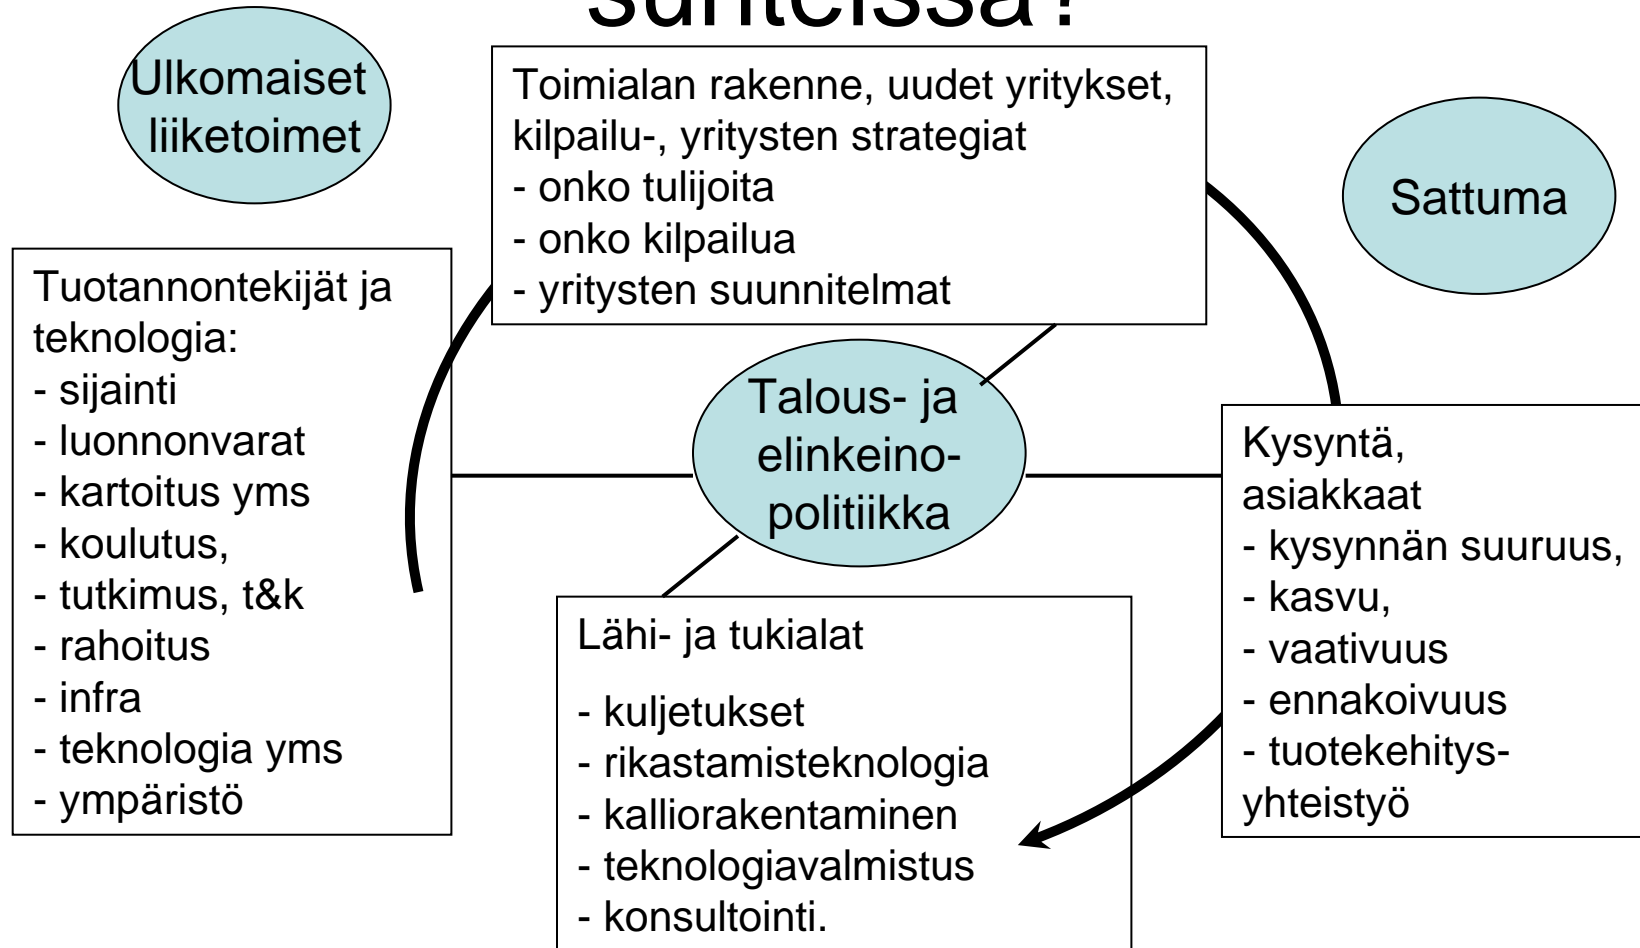 suhteissa?
Ulkomaiset
liiketoimet
Toimialan rakenne, uudet yritykset,
kilpailu-, yritysten strategiat
- onko tulijoita
- onko kilpailua
- yritysten suunnitelmat
Sattuma
Tuotannontekijät ja
teknologia:
- sijainti
- luonnonvarat
- kartoitus yms
- koulutus,
- tutkimus, t&k
- rahoitus
- infra
- teknologia yms
- ympäristö
Talous- ja
elinkeino-
politiikka
Kysyntä,
asiakkaat
- kysynnän suuruus,
- kasvu,
- vaativuus
- ennakoivuus
- tuotekehitys-
yhteistyö
Lähi- ja tukialat
- kuljetukset
- rikastamisteknologia
- kalliorakentaminen
- teknologiavalmistus
- konsultointi.